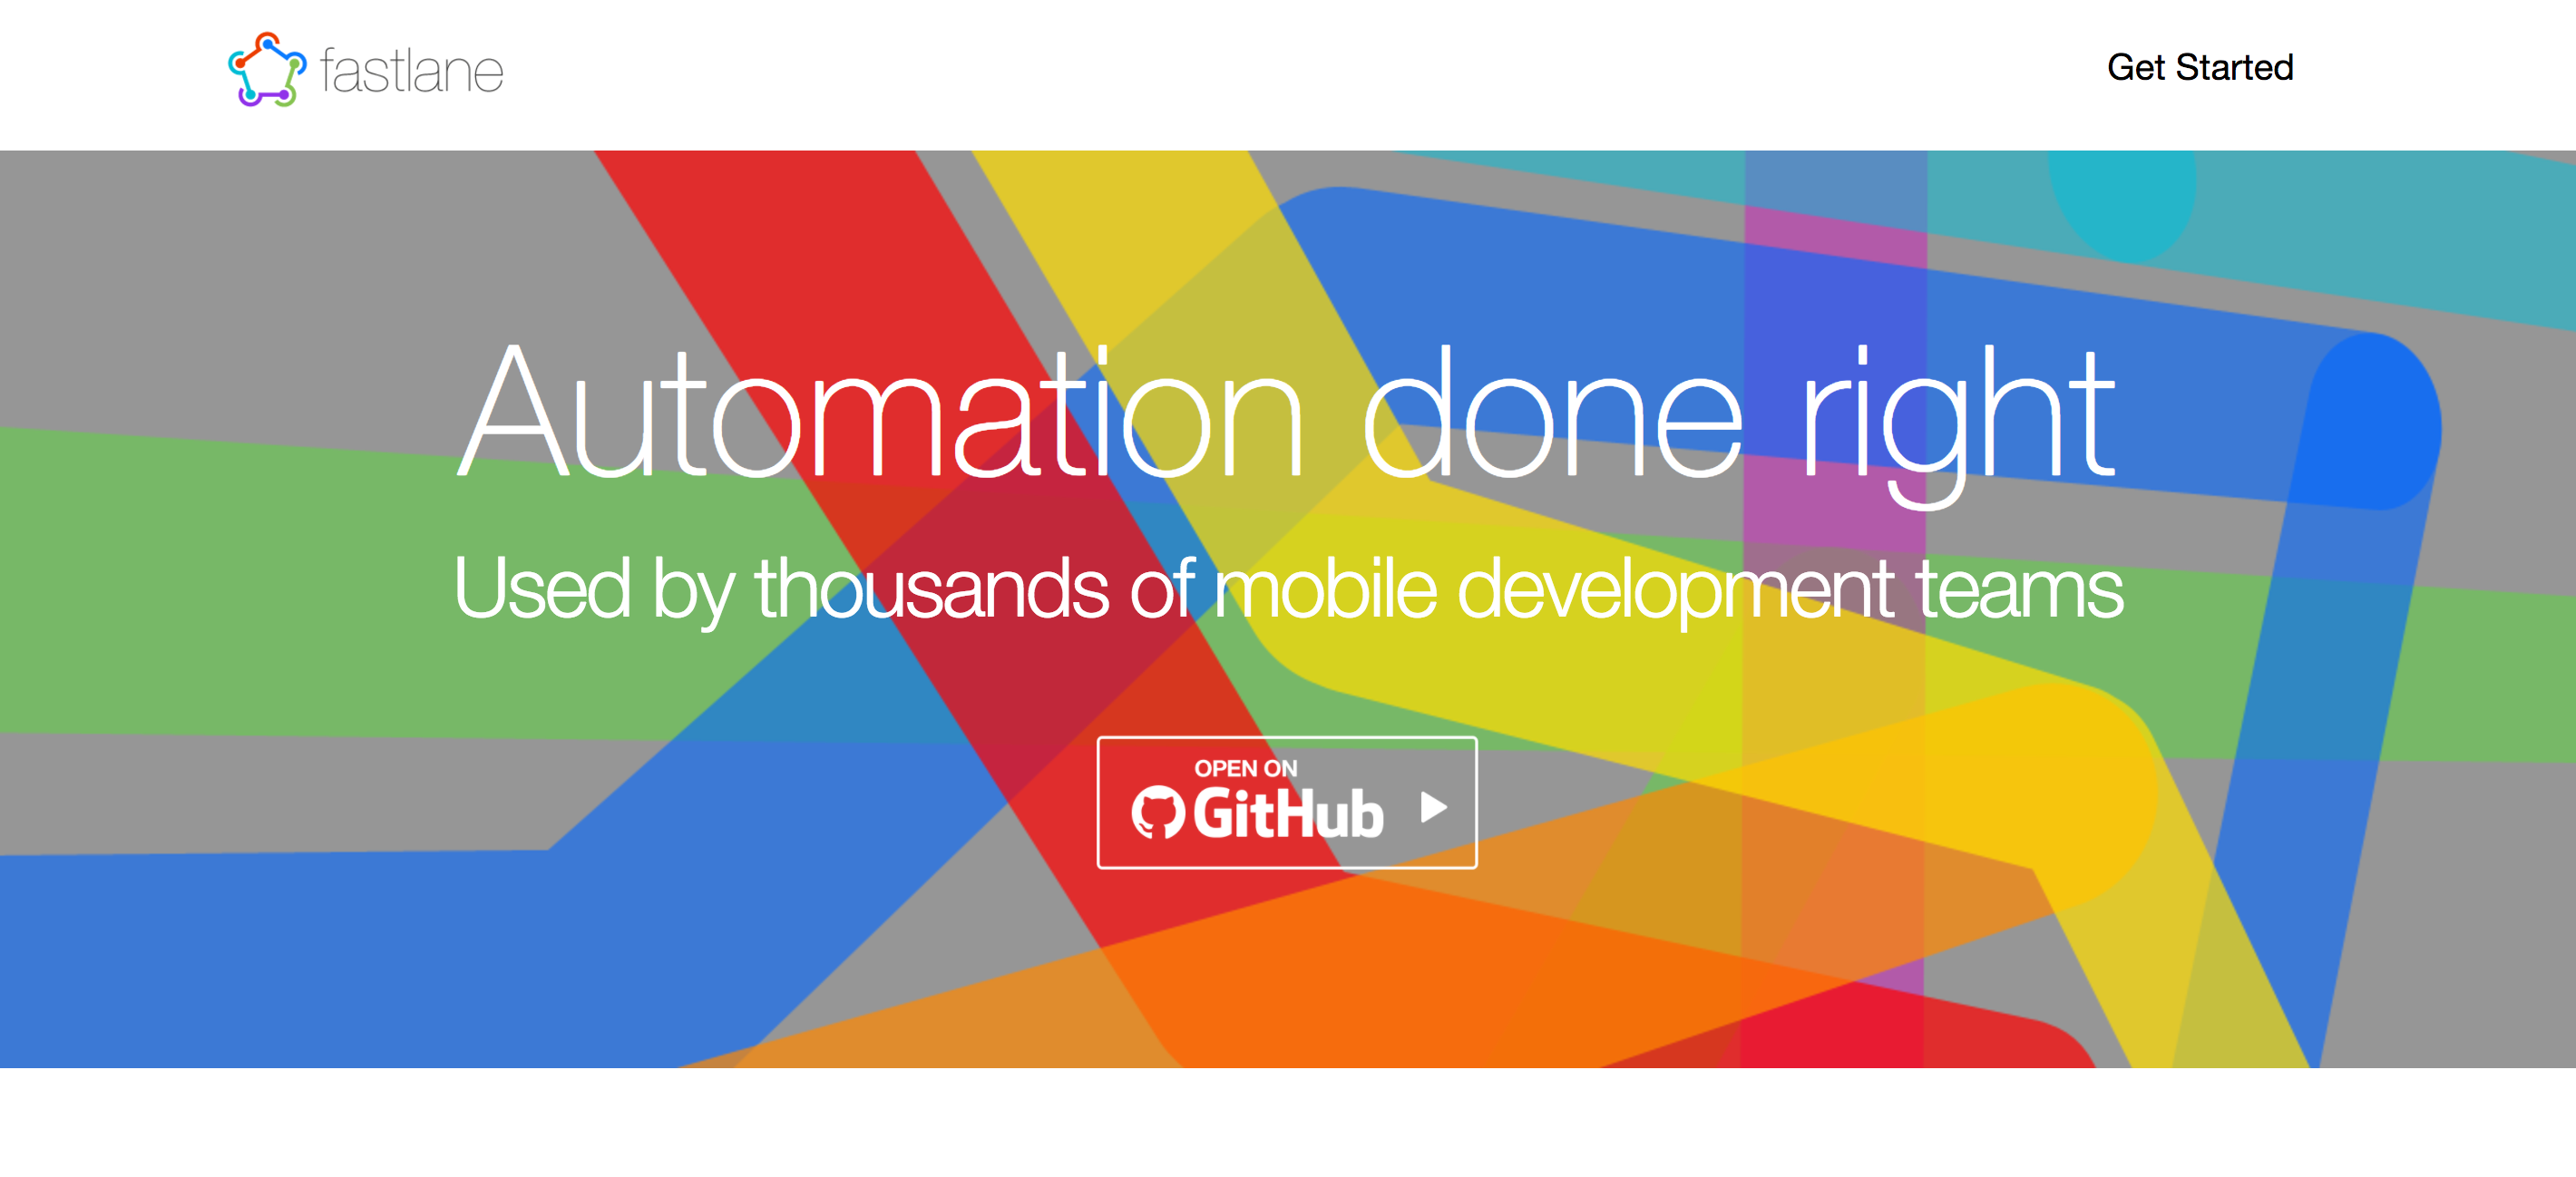 fastlane
Get Started
Automation done right
Used by thousands of mobile development teams
OPEN ON
GitHub